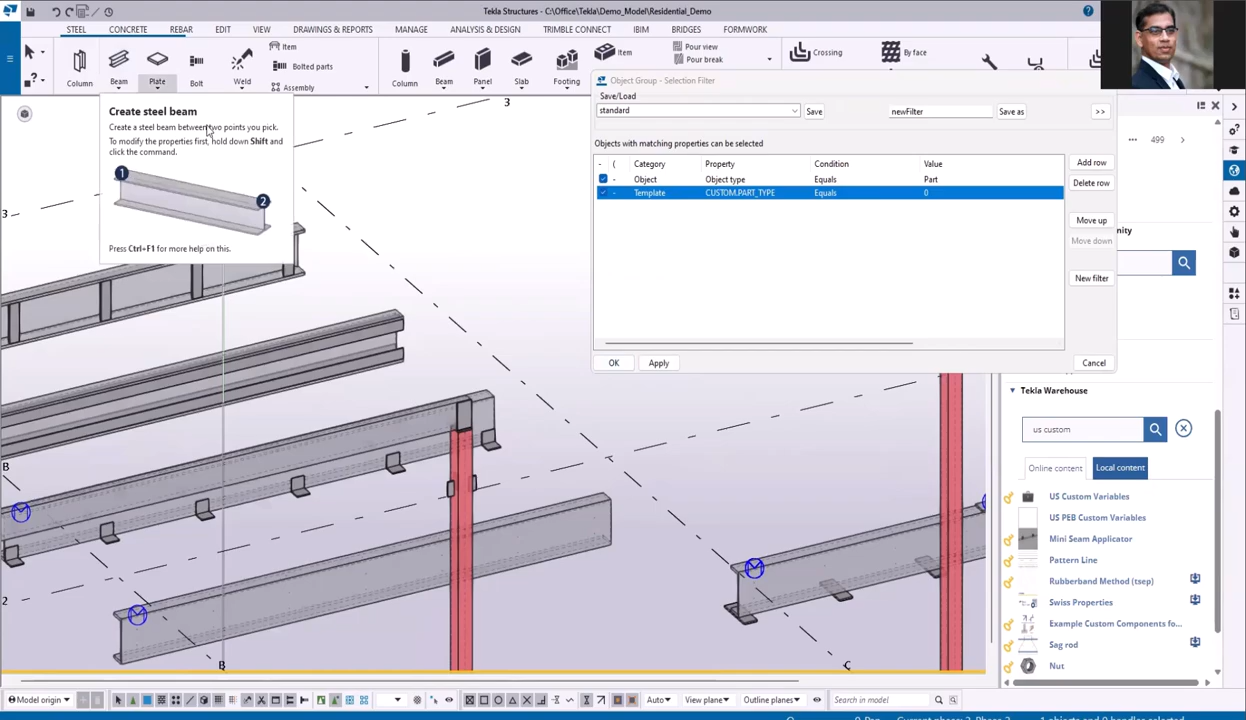 Tekla Structures - C:\Office\Tekla\Demo_Model\Residential_Demo
STEEL CONCRETE REBAR EDIT VIEW DRAWINGS & REPORTS MANAGE ANALYSIS & DESIGN TRIMBLE CONNECT IBM BRIDGES FORMWORK
Column Beam Plate Bolt Weld
Item
Bolted parts
Assembly
Column Beam Panel Slab Footing
Item
Pour view
Pour break
Crossing
By face
Create steel beam
Create a steel beam between two points you pick.
To modify the properties first, hold down Shift and
click the command.
1
2
Press Ctrl+F1 for more help on this.
Object Group - Selection Filter
Save/Load
standard Save newFilter Save as >>
Objects with matching properties can be selected
- ( Category Property Condition Value
- Object Object type Equals Part
- Template CUSTOM.PART_TYPE Equals 0
Add row
Delete row
Move up
Move down
New filter
OK Apply Cancel
3
3
B
2
B
C
499
unity
Tekla Warehouse
us custom
Online content Local content
US Custom Variables
US PEB Custom Variables
Mini Seam Applicator
Pattern Line
Rubberband Method (tsep)
Swiss Properties
Example Custom Components fo...
Sag rod
Nut
Model origin Auto View plane Outline planes Search in model